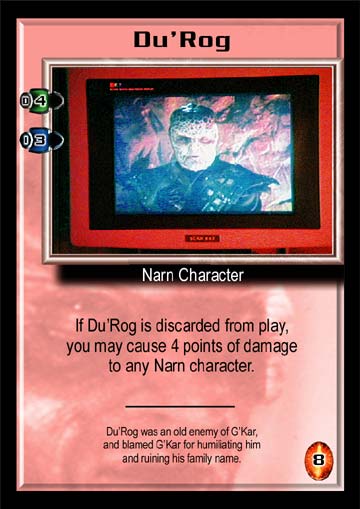 Du'Rog
4
3
Narn Character
If Du'Rog is discarded from play,
you may cause 4 points of damage
to any Narn character.
Du'Rog was an old enemy of G'Kar,
and blamed G'Kar for humiliating him
and ruining his family name.
8